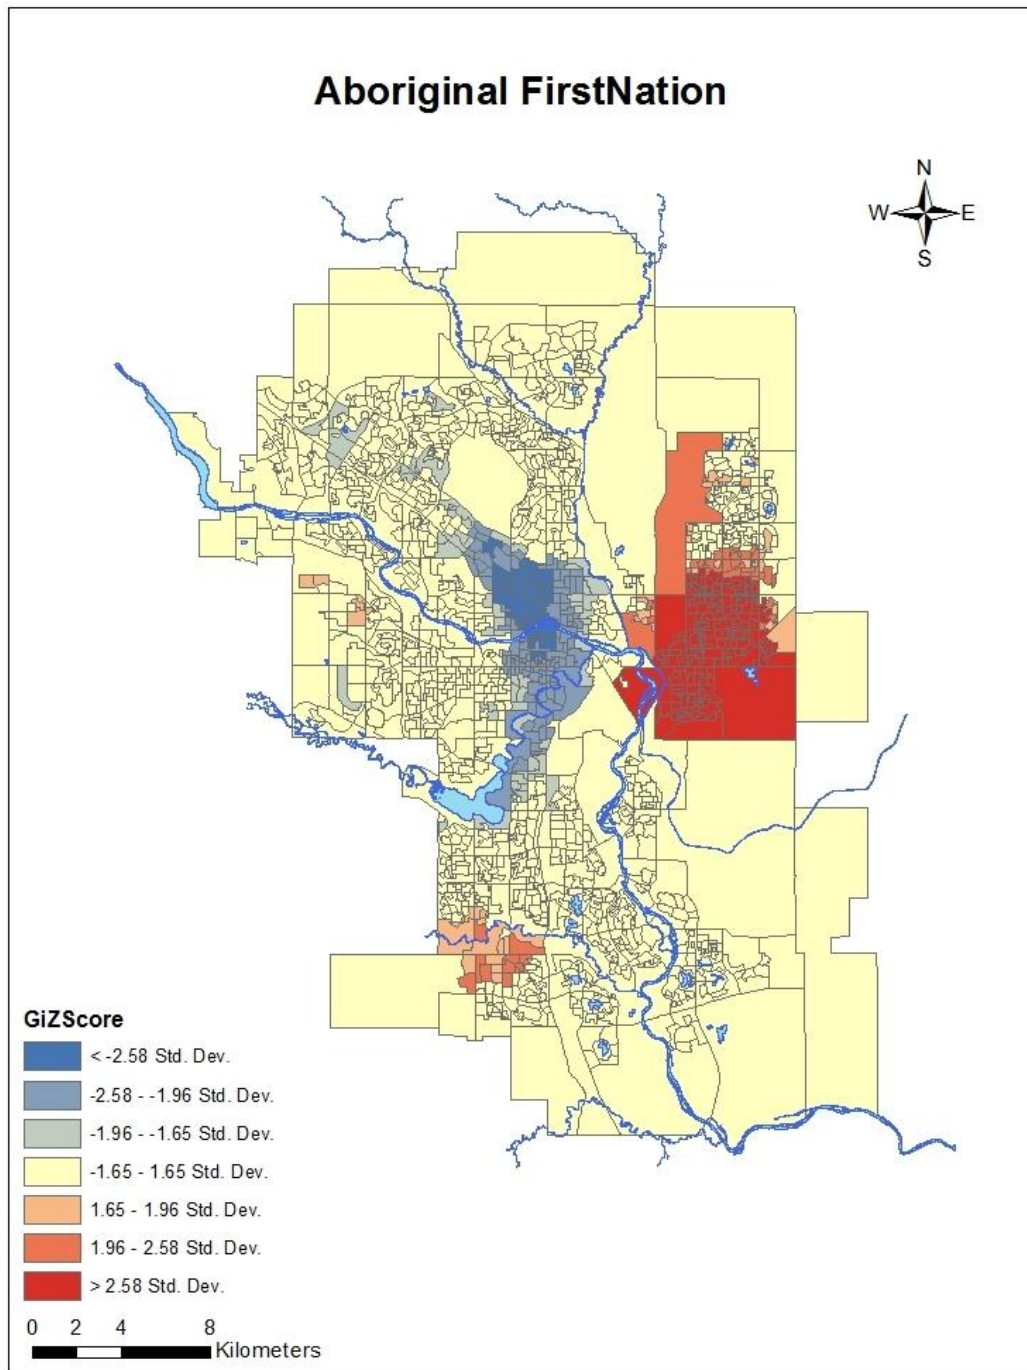 Aboriginal FirstNation
N
W E
S
GiZScore
< -2.58 Std. Dev.
-2.58 - -1.96 Std. Dev.
-1.96 - -1.65 Std. Dev.
-1.65 - 1.65 Std. Dev.
1.65 - 1.96 Std. Dev.
1.96 - 2.58 Std. Dev.
> 2.58 Std. Dev.
0 2 4 8
Kilometers